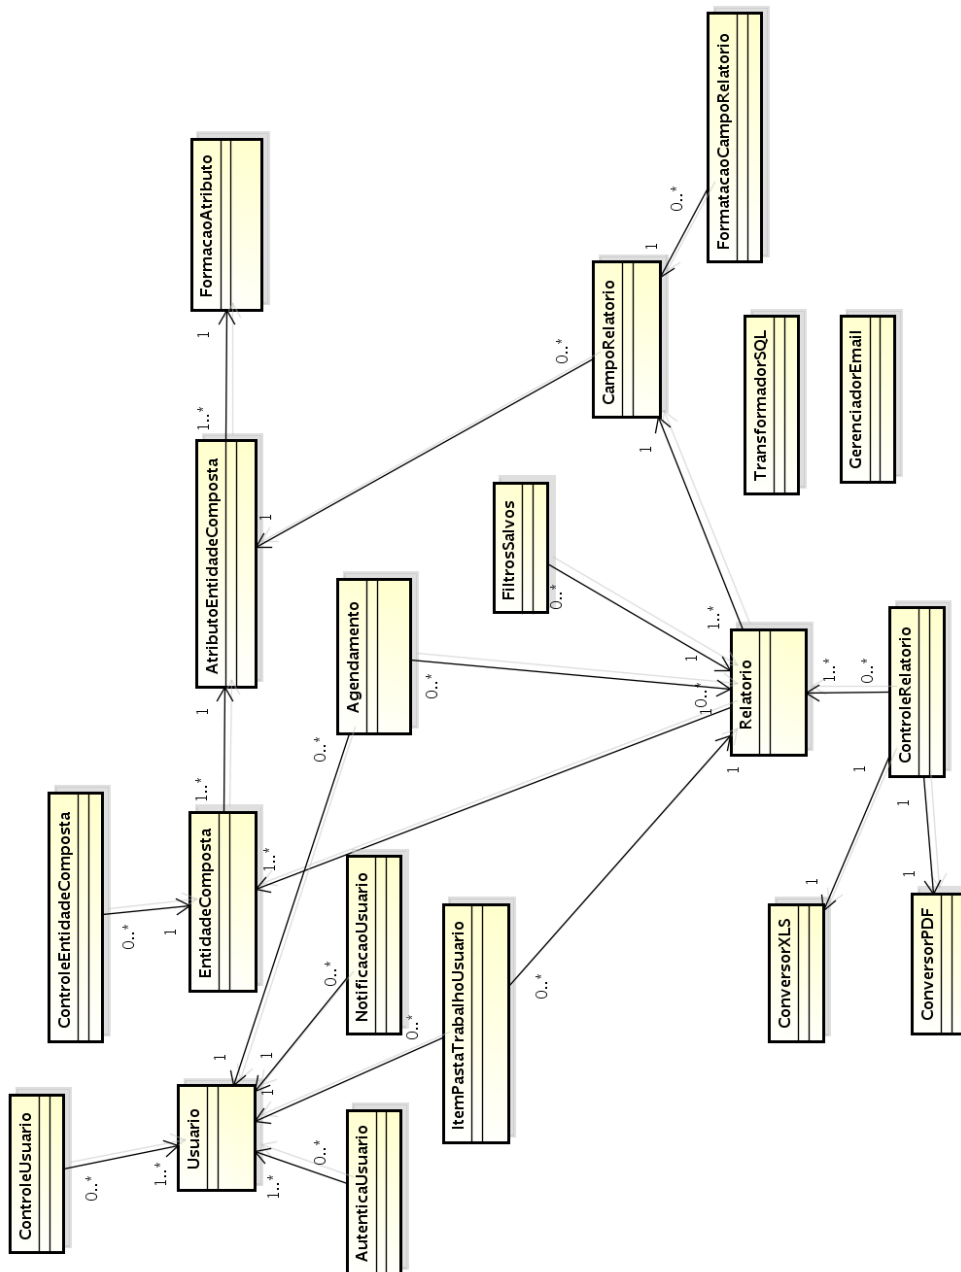 FormatacaoCampoRelatorio
FormacaoAtributo
0..*
1
1
CampoRelatorio
0..*
TransformadorSQL
GerenciadorEmail
1..*
AtributoEntidadeComposta
1
1
FiltrosSalvos
0..*
Agendamento
1..*
Relatorio
ControleRelatorio
1
0..*
1..*
0..*
0..*
1
1
0..*
1
1
1
1..*
ControleEntidadeComposta
EntidadeComposta
1..*
0..*
1
NotificacaoUsuario
ItemPastaTrabalhoUsuario
ConversorXLS
ConversorPDF
1
1
0..*
0..*
0..*
1
1
1
ControleUsuario
Usuario
AutenticaUsuario
0..*
1..*
0..*
1..*